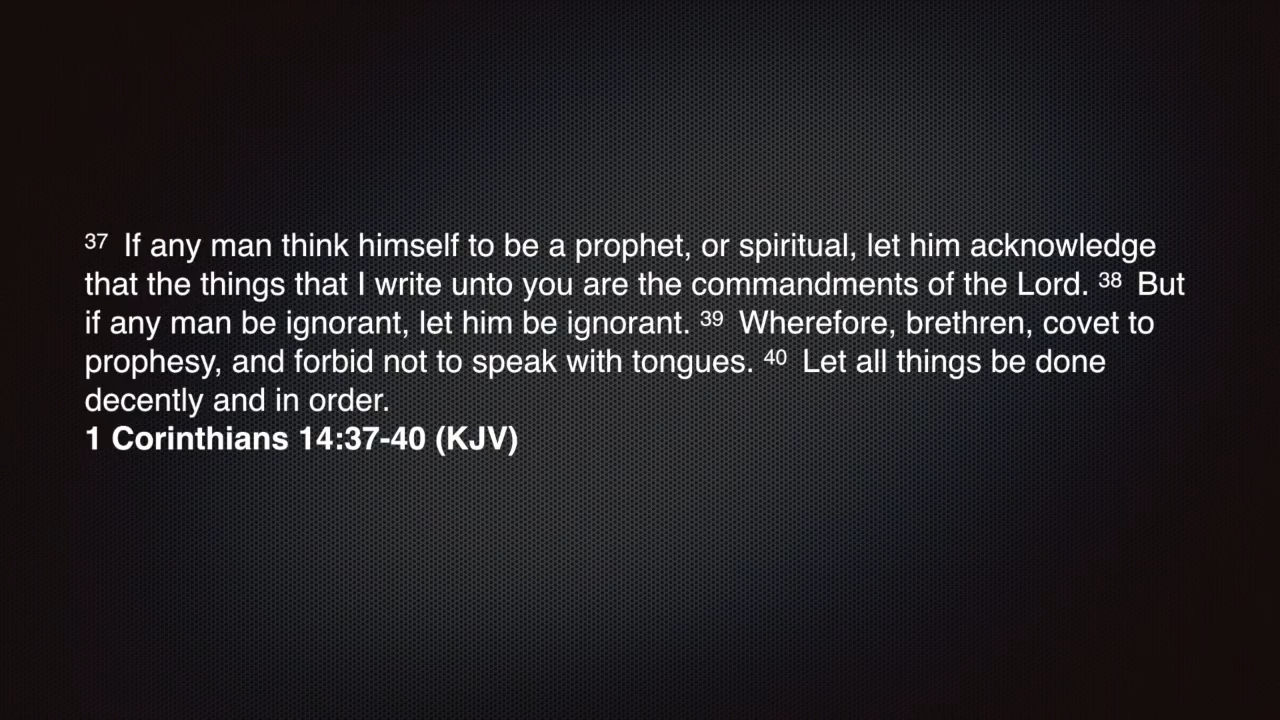 37 If any man think himself to be a prophet, or spiritual, let him acknowledge
that the things that I write unto you are the commandments of the Lord. 38 But
if any man be ignorant, let him be ignorant. 39 Wherefore, brethren, covet to
prophesy, and forbid not to speak with tongues. 40 Let all things be done
decently and in order.
1 Corinthians 14:37-40 (KJV)